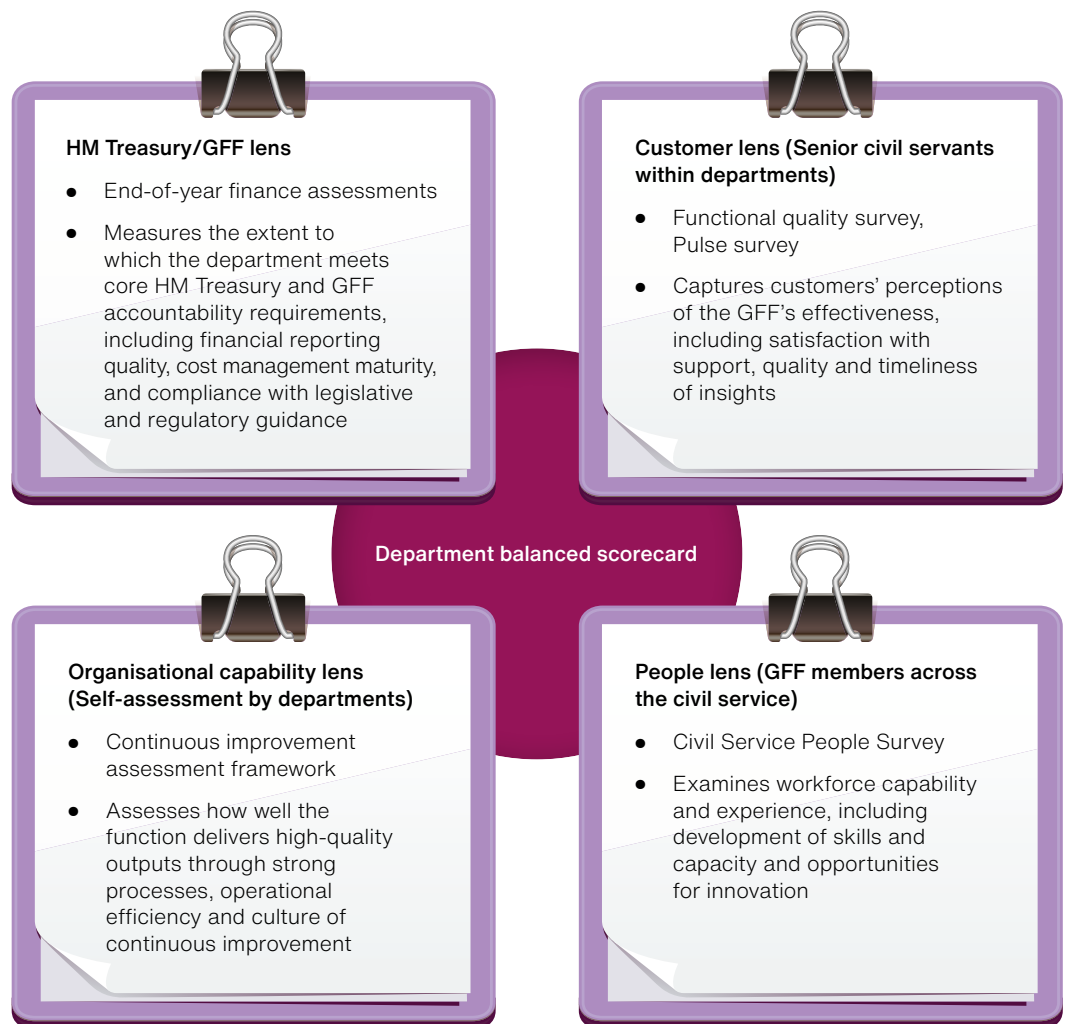 HM Treasury/GFF lens
● End-of-year finance assessments
● Measures the extent to
which the department meets
core HM Treasury and GFF
accountability requirements,
including financial reporting
quality, cost management maturity,
and compliance with legislative
and regulatory guidance
Customer lens (Senior civil servants
within departments)
● Functional quality survey,
Pulse survey
● Captures customers’ perceptions
of the GFF’s effectiveness,
including satisfaction with
support, quality and timeliness
of insights
Department balanced scorecard
Organisational capability lens
(Self-assessment by departments)
● Continuous improvement
assessment framework
● Assesses how well the
function delivers high-quality
outputs through strong
processes, operational
efficiency and culture of
continuous improvement
People lens (GFF members across
the civil service)
● Civil Service People Survey
● Examines workforce capability
and experience, including
development of skills and
capacity and opportunities
for innovation